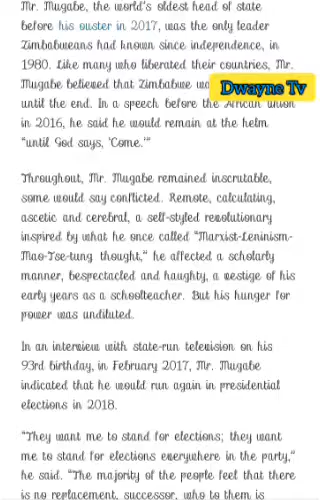 Mr. Mugabe, the world's oldest head of state
before his ouster in 2017, was the only leader
Zimbabweans had known since independence, in
1980. Like many who liberated their countries, Mr.
Mugabe believed that Zimbabwe
Dwayne Tv
until the end. In a speech before the African Union
in 2016, he said he would remain at the helm
"until God says, 'Come.'"
Throughout, Mr. Mugabe remained inscrutable,
some would say conflicted. Remote, calculating,
ascetic and cerebral, a self-styled revolutionary
inspired by what he once called "Marxist-Leninism-
Mao-Tse-tung thought," he affected a scholarly
manner, bespectacled and haughty, a vestige of his
early years as a schoolteacher. But his hunger for
power was undiluted.
In an interview with state-run television on his
93rd birthday, in February 2017, Mr. Mugabe
indicated that he would run again in presidential
elections in 2018.
"They want me to stand for elections; they want
me to stand for elections everywhere in the party,"
he said. "The majority of the people feel that there
is no replacement, successor, who to them is